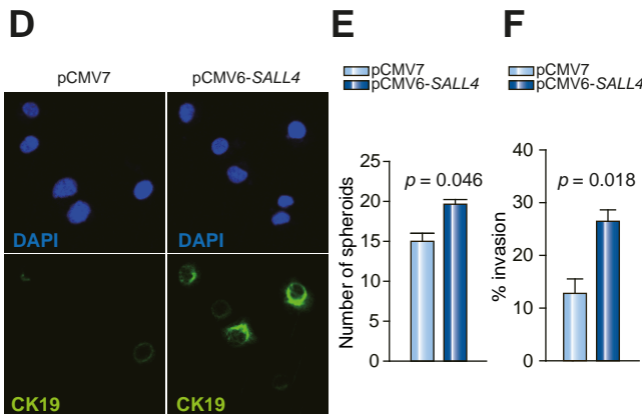 D
pCMV7
pCMV6-SALL4
DAPI
DAPI
CK19
CK19
E
pCMV7
pCMV6-SALL4
Number of spheroids
25
20
15
10
5
0
p = 0.046
F
pCMV7
pCMV6-SALL4
% invasion
40
30
20
10
0
p = 0.018